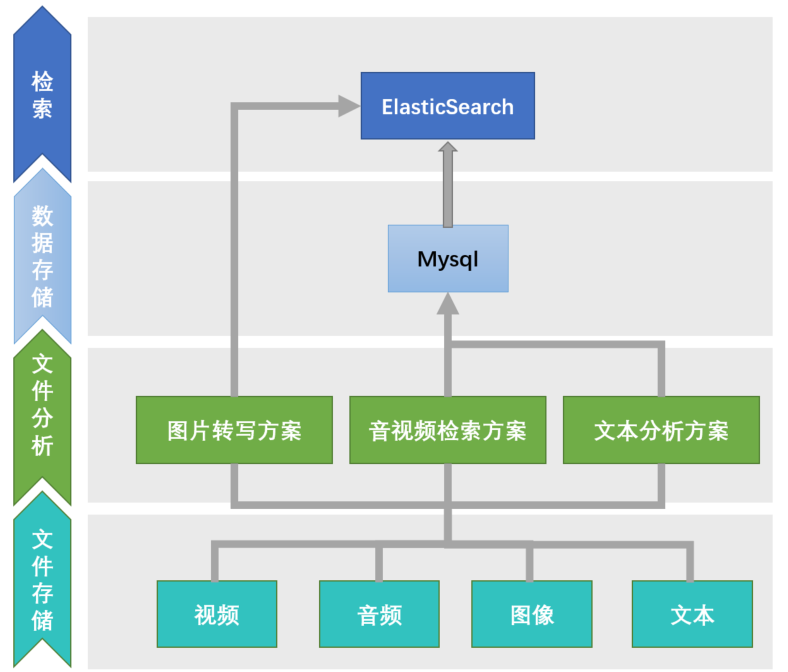 检索
ElasticSearch
数据存储
Mysql
文件分析
图片转写方案
音视频检索方案
文本分析方案
文件存储
视频
音频
图像
文本